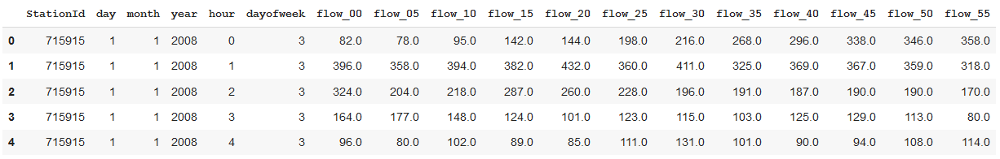 StationId day month year hour dayofweek flow_00 flow_05 flow_10 flow_15 flow_20 flow_25 flow_30 flow_35 flow_40 flow_45 flow_50 flow_55
0 715915 1 1 2008 0 3 82.0 78.0 95.0 142.0 144.0 198.0 216.0 268.0 296.0 338.0 346.0 358.0
1 715915 1 1 2008 1 3 396.0 358.0 394.0 382.0 432.0 360.0 411.0 325.0 369.0 367.0 359.0 318.0
2 715915 1 1 2008 2 3 324.0 204.0 218.0 287.0 260.0 228.0 196.0 191.0 187.0 190.0 190.0 170.0
3 715915 1 1 2008 3 3 164.0 177.0 148.0 124.0 101.0 123.0 115.0 103.0 125.0 129.0 113.0 80.0
4 715915 1 1 2008 4 3 96.0 80.0 102.0 89.0 85.0 111.0 131.0 101.0 90.0 94.0 108.0 114.0